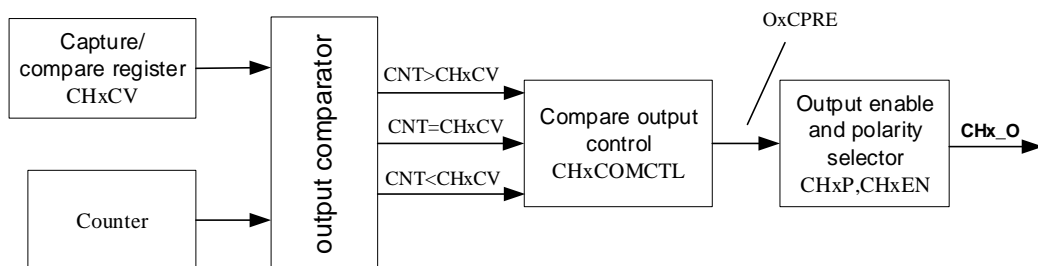 Capture/
compare register
CHxCV
Counter
output comparator
CNT>CHxCV
CNT=CHxCV
CNT<CHxCV
Compare output
control
CHxCOMCTL
OxCPRE
Output enable
and polarity
selector
CHxP,CHxEN
CHx_O